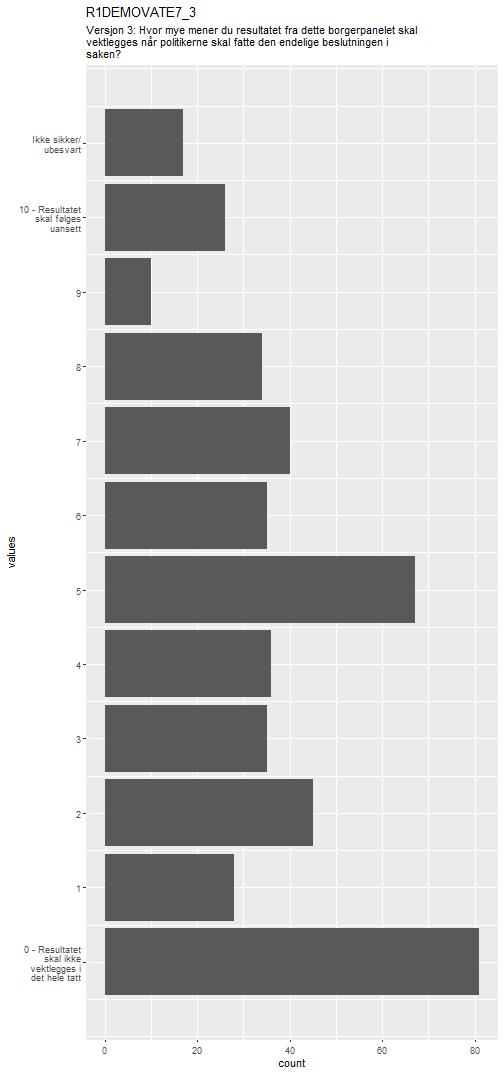 R1DEMOVATE7_3
Versjon 3: Hvor mye mener du resultatet fra dette borgerpanelet skal
vektlegges når politikerne skal fatte den endelige beslutningen i
saken?
Ikke sikker/
ubesvart
10 - Resultatet
skal følges
uansett
9
8
7
6
5
4
3
2
1
0 - Resultatet
skal ikke
vektlegges i
det hele tatt
values
0 20 40 60 80
count